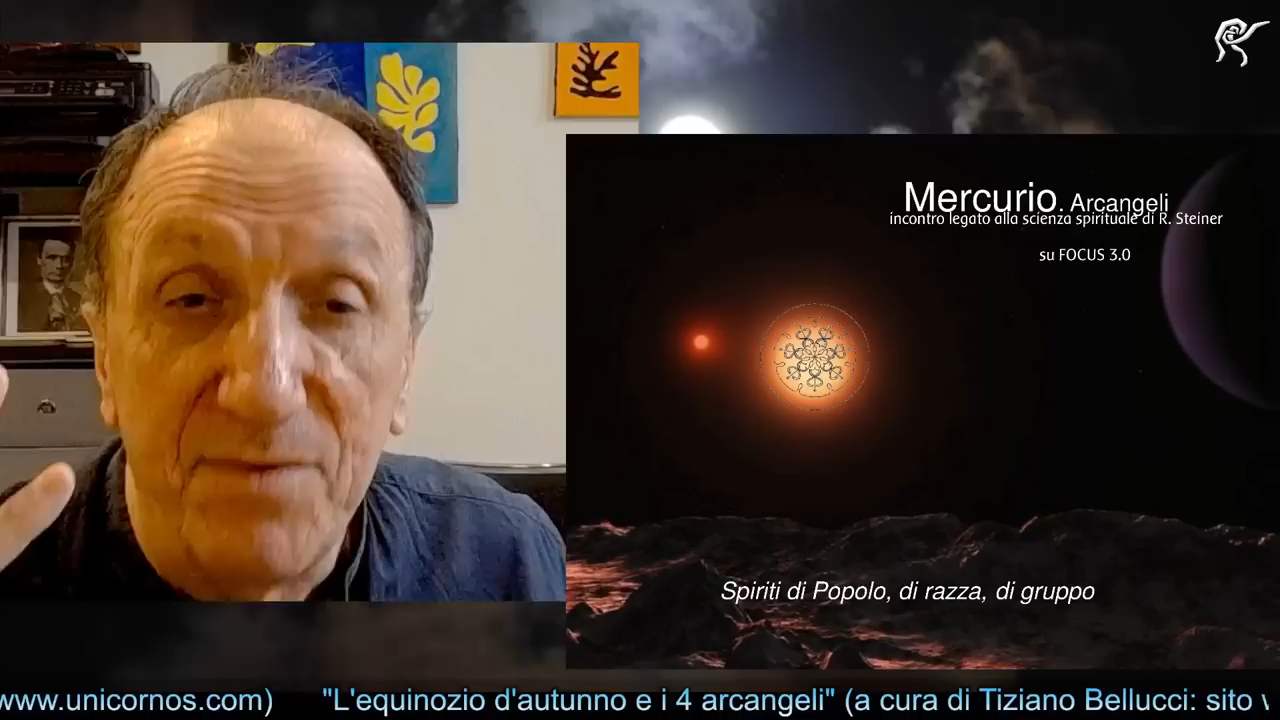 Mercurio. Arcangeli
incontro legato alla scienza spirituale di R. Steiner
su FOCUS 3.0
Spiriti di Popolo, di razza, di gruppo
www.unicornos.com) "L'equinozio d'autunno e i 4 arcangeli" (a cura di Tiziano Bellucci: sito